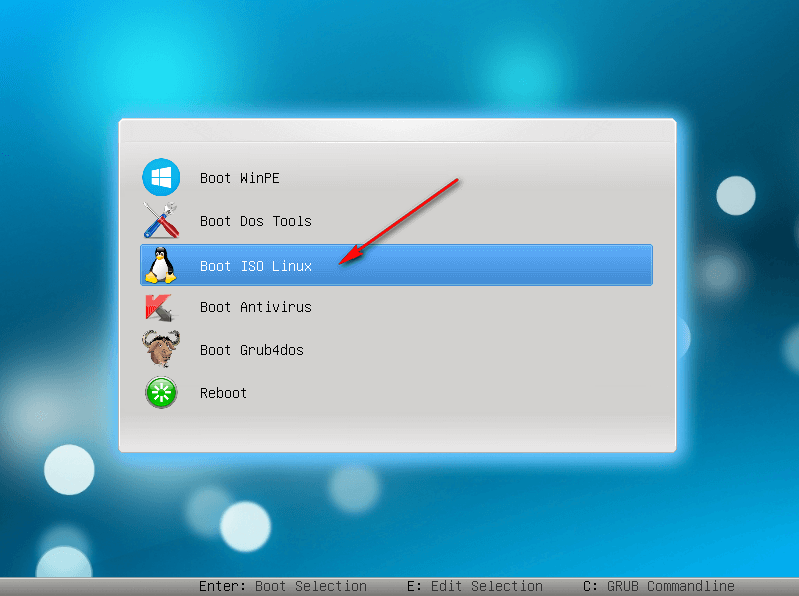 Boot WinPE
Boot Dos Tools
Boot ISO Linux
Boot Antivirus
Boot Grub4dos
Reboot
Enter: Boot Selection E: Edit Selection C: GRUB Commandline